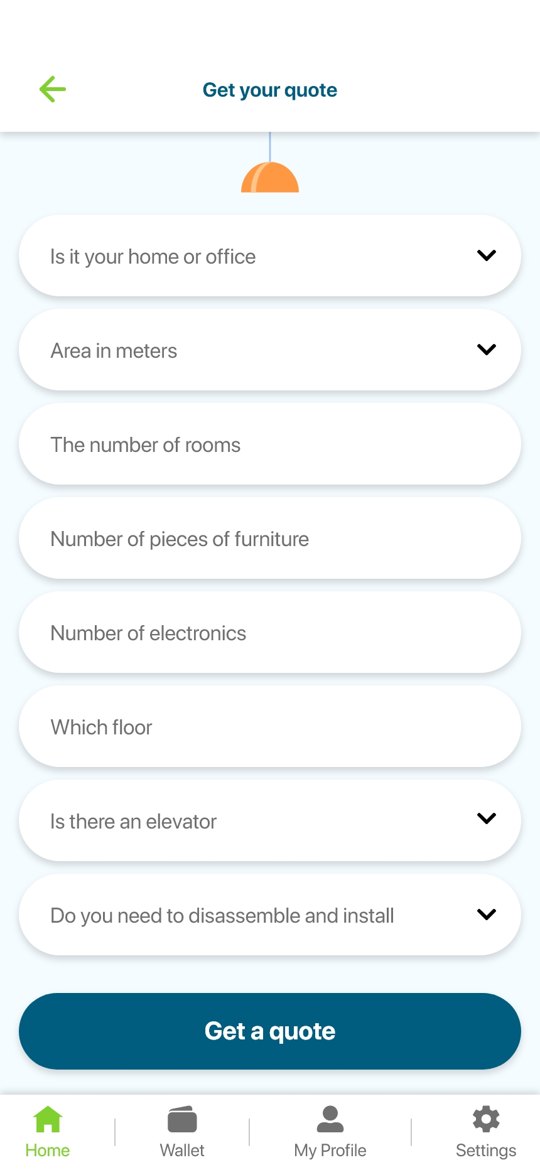 Get your quote
Is it your home or office
Area in meters
The number of rooms
Number of pieces of furniture
Number of electronics
Which floor
Is there an elevator
Do you need to disassemble and install
Get a quote
Home
Wallet
My Profile
Settings